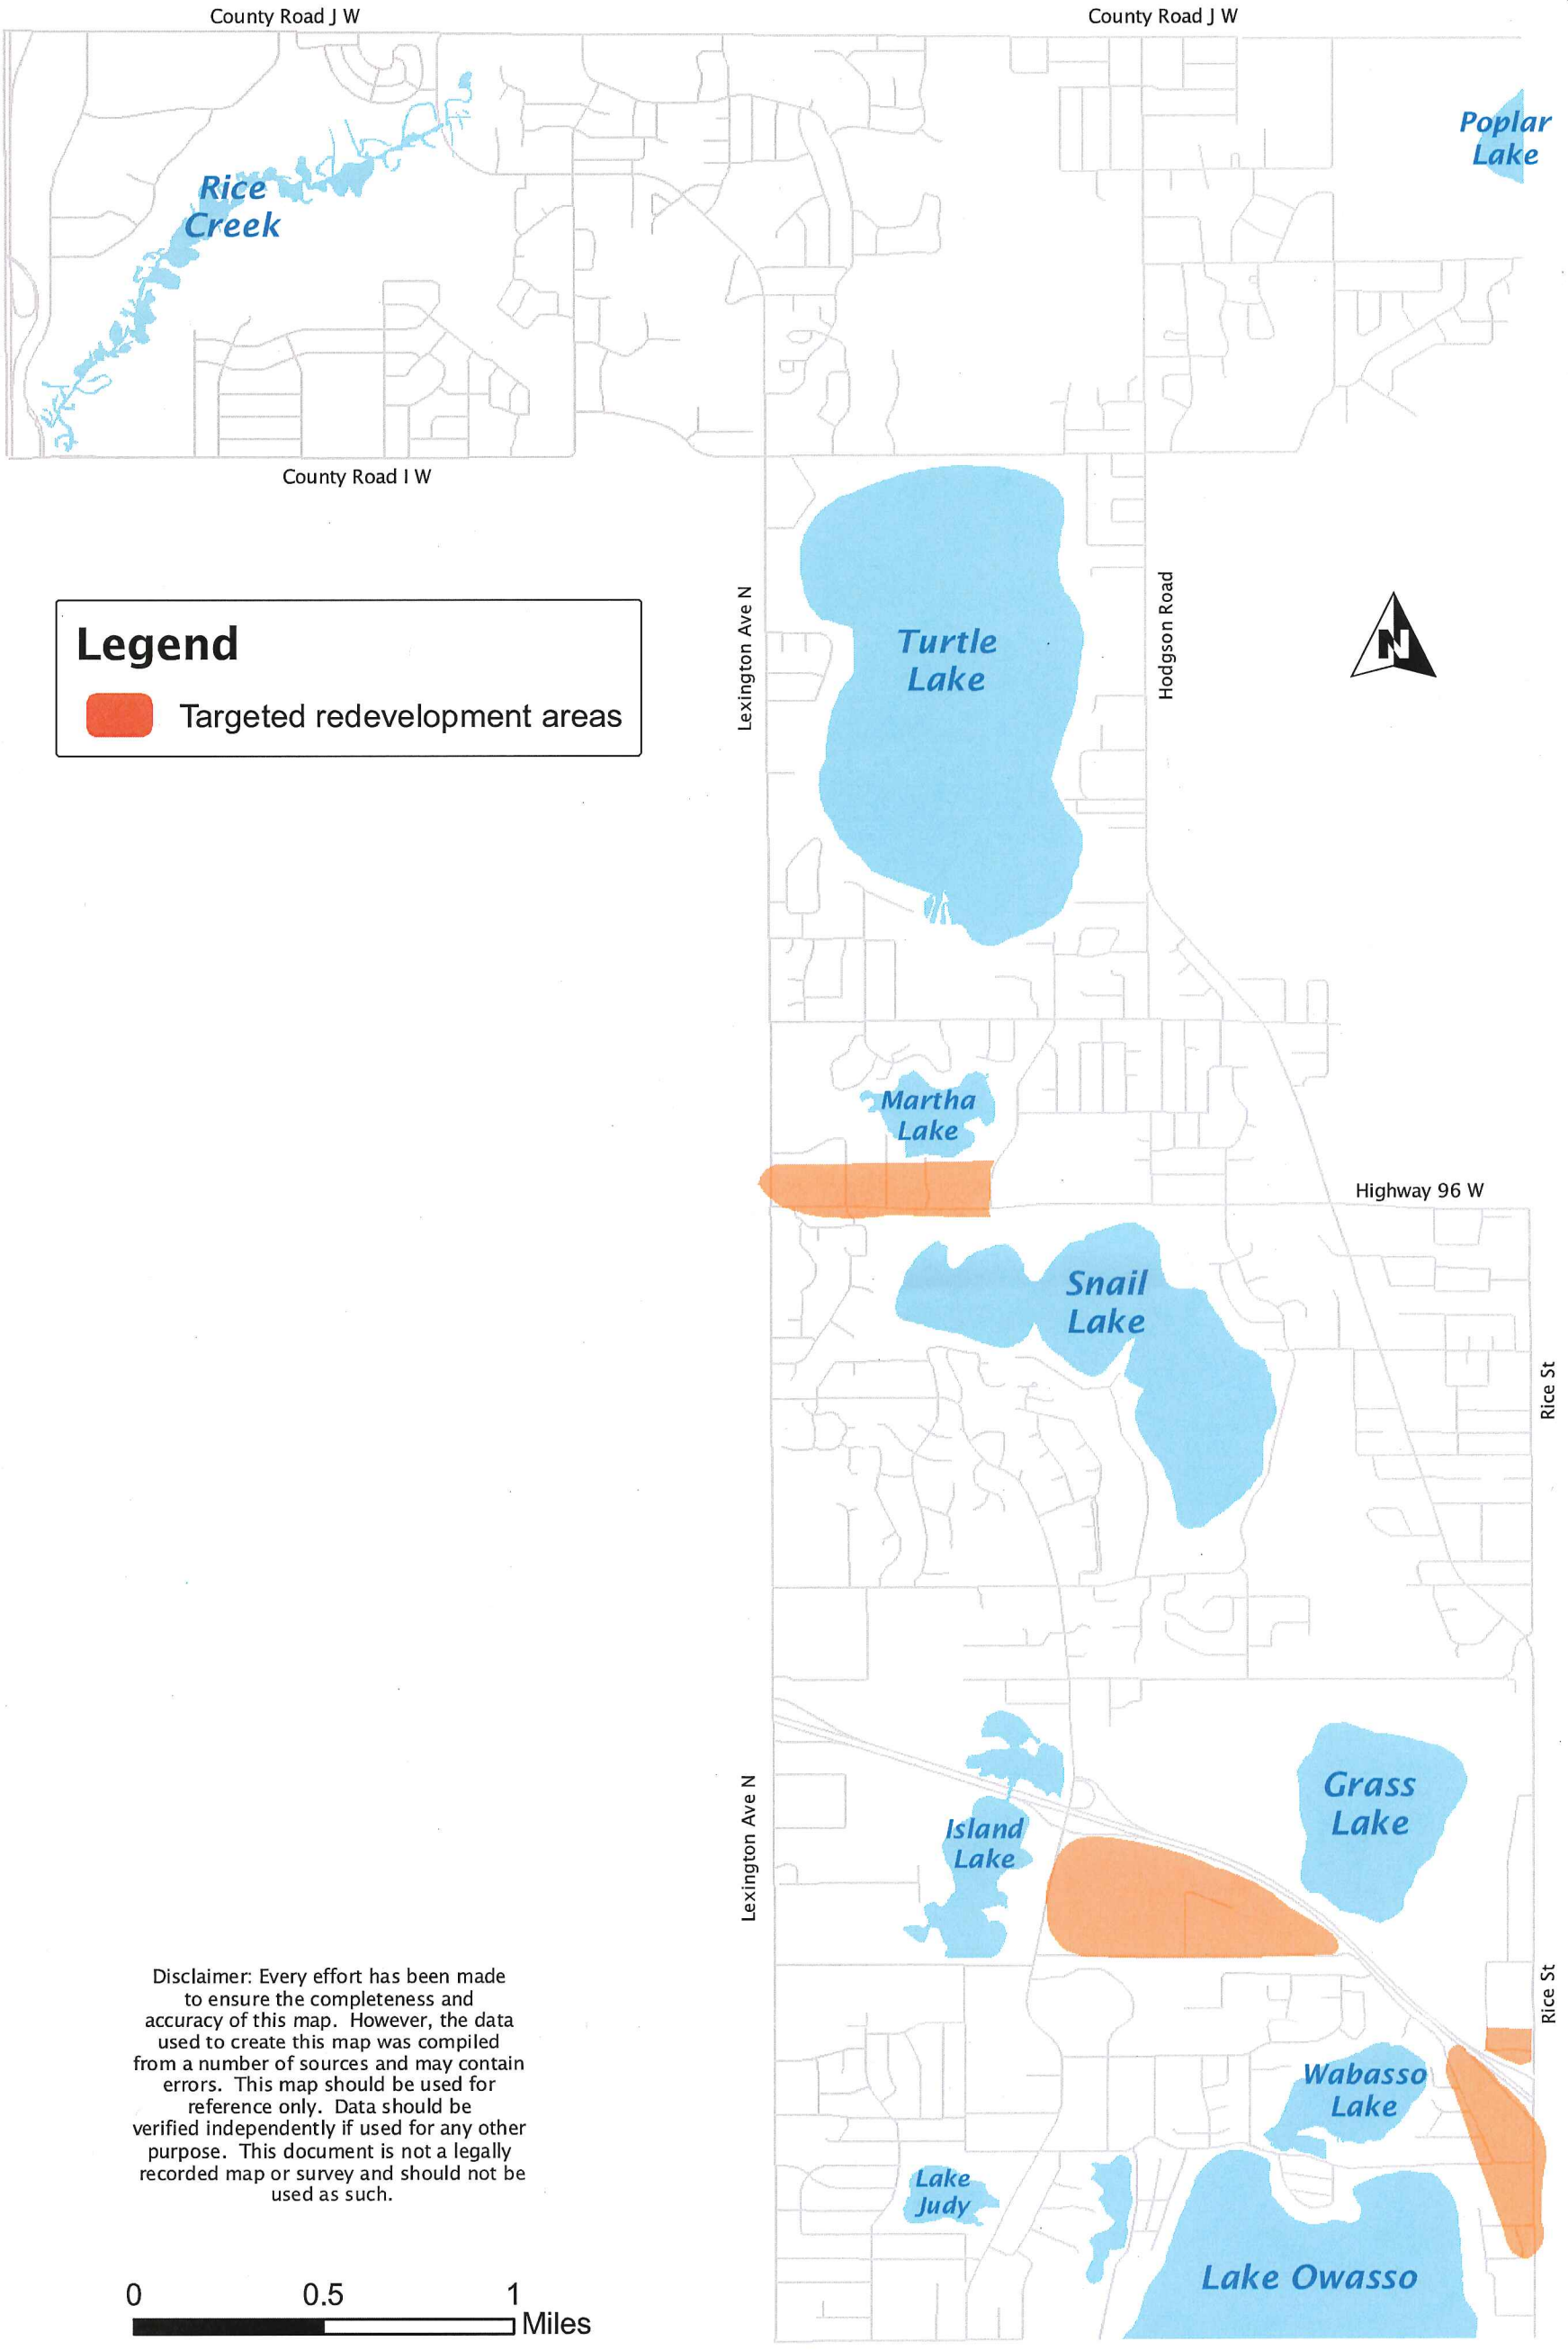 County Road J W
County Road J W
Poplar
Lake
Rice
Creek
County Road I W
Legend
Targeted redevelopment areas
Lexington Ave N
Turtle
Lake
Hodgson Road
N
Martha
Lake
Highway 96 W
Snail
Lake
Rice St
Lexington Ave N
Island
Lake
Grass
Lake
Rice St
Disclaimer: Every effort has been made
to ensure the completeness and
accuracy of this map. However, the data
used to create this map was compiled
from a number of sources and may contain
errors. This map should be used for
reference only. Data should be
verified independently if used for any other
purpose. This document is not a legally
recorded map or survey and should not be
used as such.
Wabasso
Lake
Lake
Judy
Lake Owasso
0 0.5 1
Miles